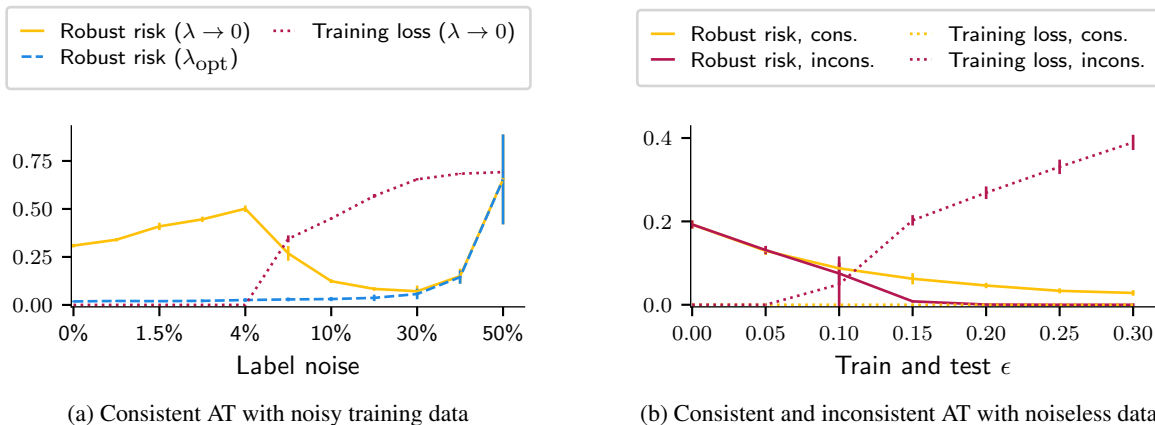 Robust risk (λ → 0)
Training loss (λ → 0)
Robust risk (λopt)
0.75
0.50
0.25
0.00
0% 1.5% 4% 10% 30% 50%
Label noise
(a) Consistent AT with noisy training data
Robust risk, cons.
Training loss, cons.
Robust risk, incons.
Training loss, incons.
0.4
0.2
0.0
0.00 0.05 0.10 0.15 0.20 0.25 0.30
Train and test ϵ
(b) Consistent and inconsistent AT with noiseless data